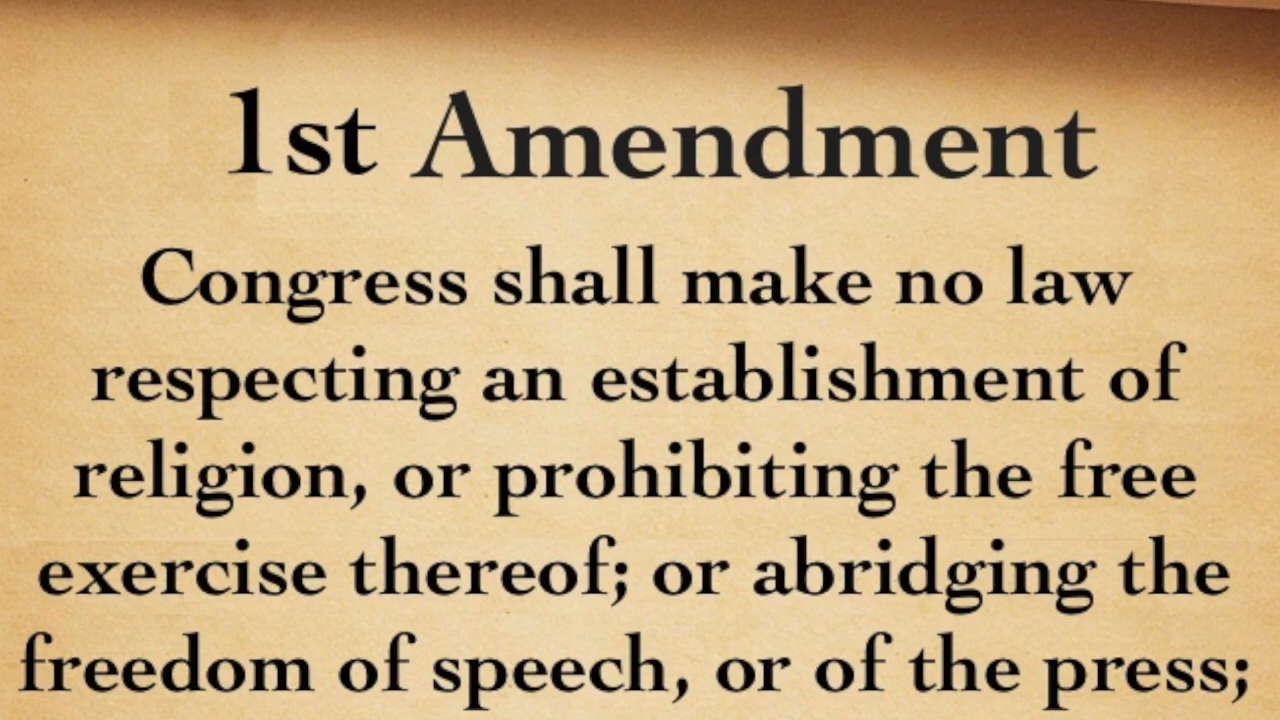 1st Amendment
Congress shall make no law
respecting an establishment of
religion, or prohibiting the free
exercise thereof; or abridging the
freedom of speech, or of the press;